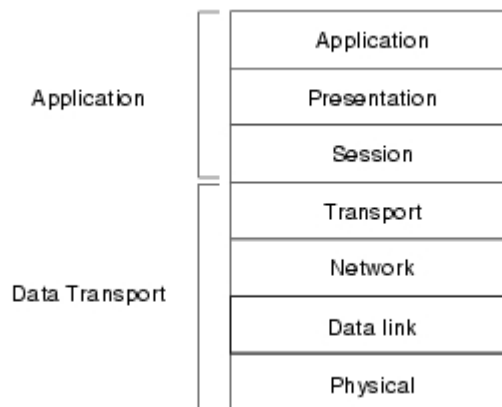 Application
Presentation
Application
Session
Transport
Network
Data Transport
Data link
Physical